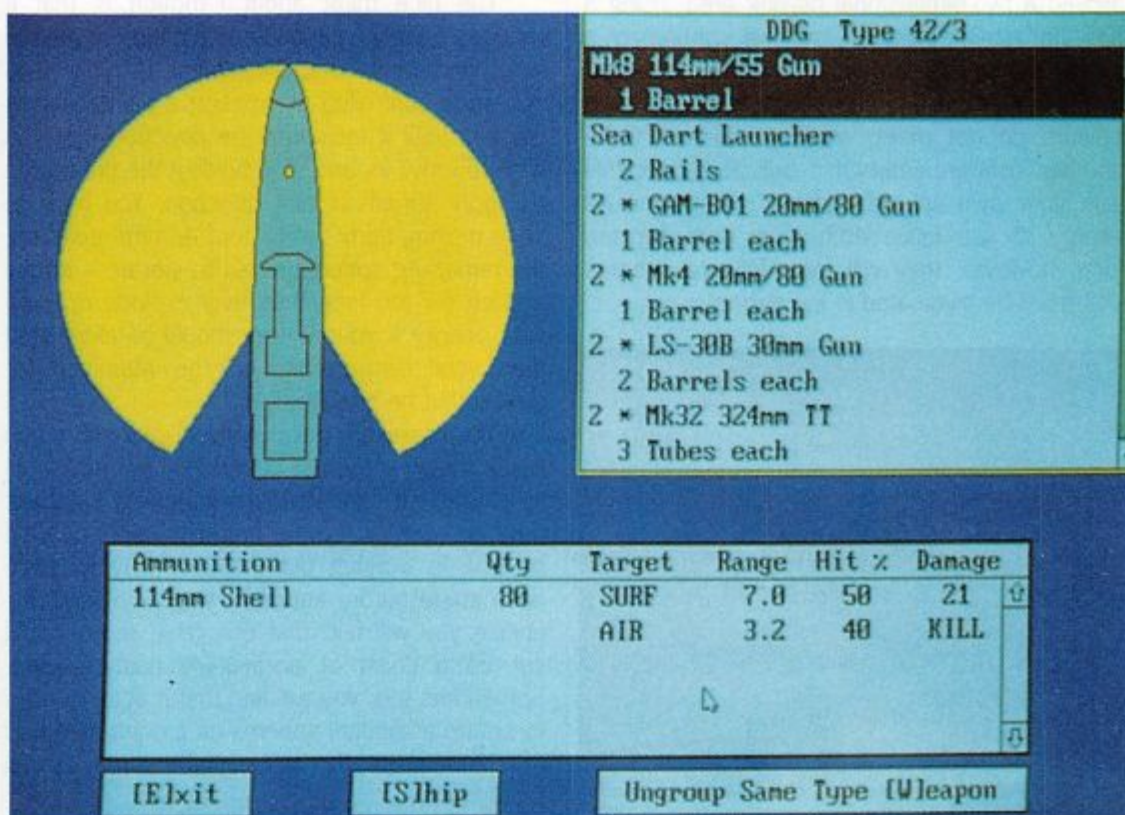 DDG Type 42/3
Mk8 114mm/55 Gun
1 Barrel
Sea Dart Launcher
2 Rails
2 * GAM-B01 20mm/80 Gun
1 Barrel each
2 * Mk4 20mm/80 Gun
1 Barrel each
2 * LS-30B 30mm Gun
2 Barrels each
2 * Mk32 324mm TT
3 Tubes each
Ammunition Qty Target Range Hit % Damage
114mm Shell 80 SURF 7.0 50 21
AIR 3.2 40 KILL
[E]xit [S]hip Ungroup Same Type [W]eapon